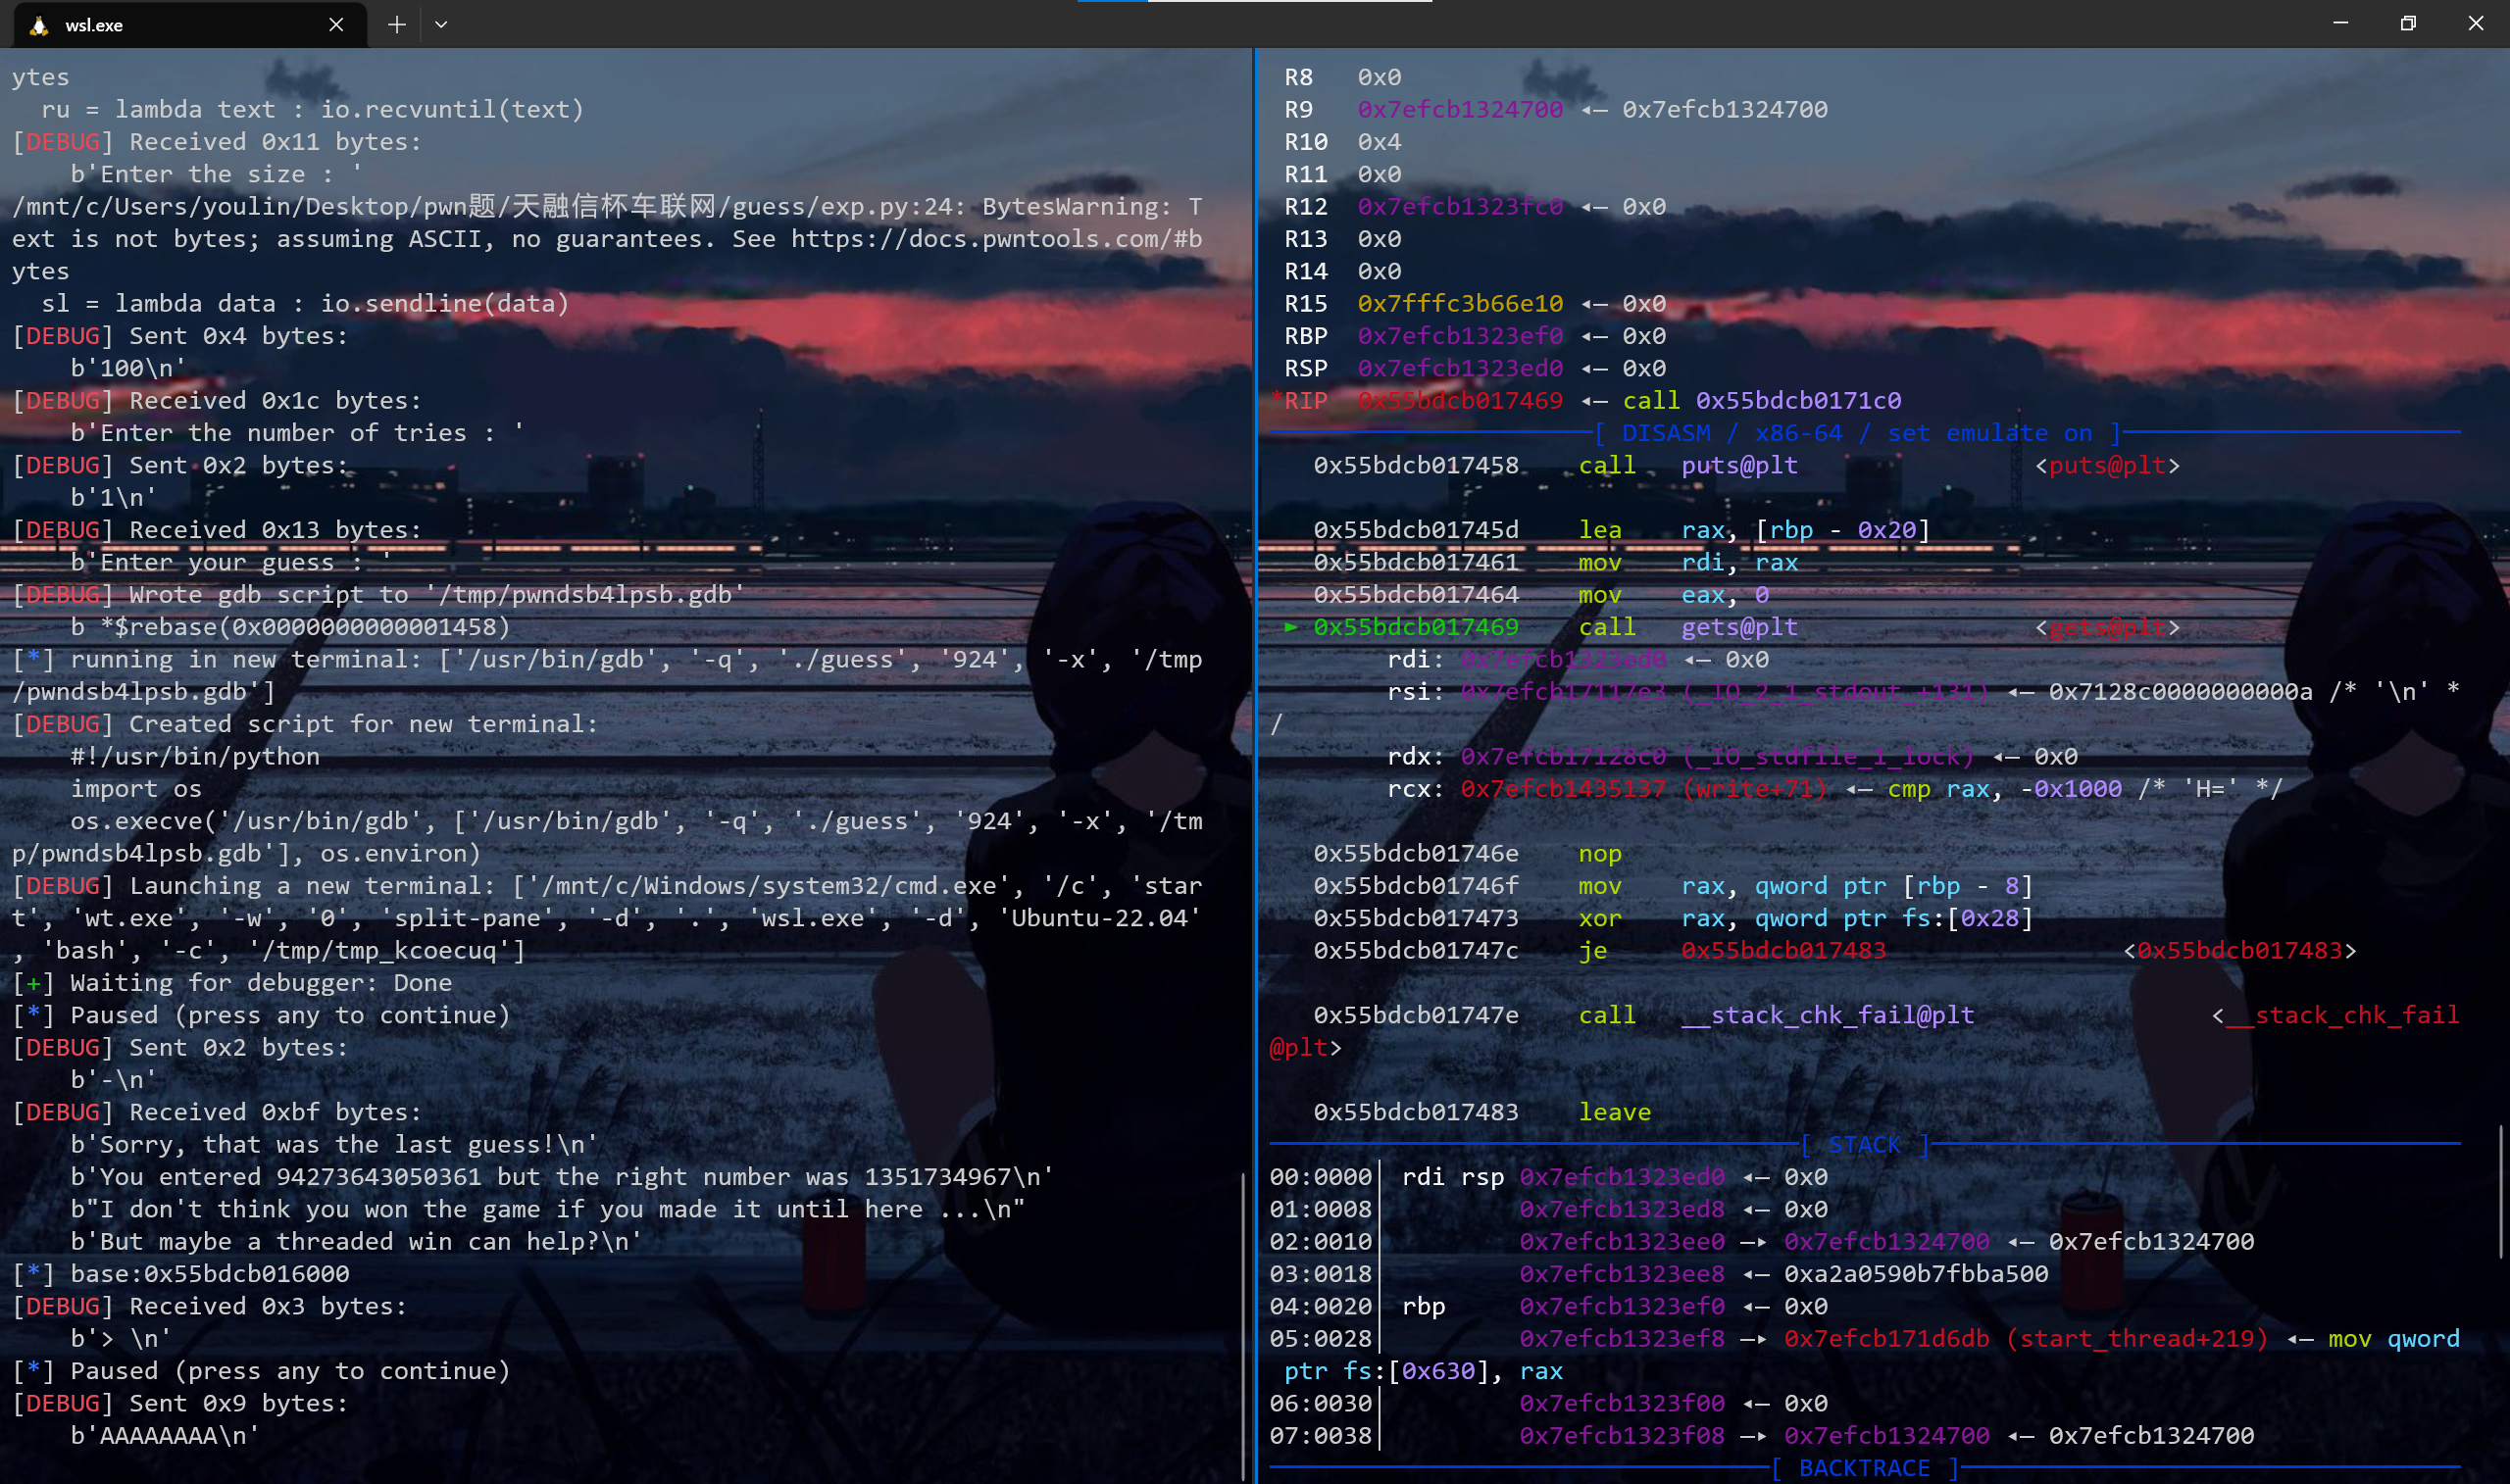 wsl.exe
ytes
  ru = lambda text : io.recvuntil(text)
[DEBUG] Received 0x11 bytes:
    b'Enter the size : '
/mnt/c/Users/youlin/Desktop/pwn题/天融信杯车联网/guess/exp.py:24: BytesWarning: T
ext is not bytes; assuming ASCII, no guarantees. See https://docs.pwntools.com/#b
ytes
  sl = lambda data : io.sendline(data)
[DEBUG] Sent 0x4 bytes:
    b'100\n'
[DEBUG] Received 0x1c bytes:
    b'Enter the number of tries : '
[DEBUG] Sent 0x2 bytes:
    b'1\n'
[DEBUG] Received 0x13 bytes:
    b'Enter your guess : '
[DEBUG] Wrote gdb script to '/tmp/pwndsb4lpsb.gdb'
    b *$rebase(0x0000000000001458)
[*] running in new terminal: ['/usr/bin/gdb', '-q', './guess', '924', '-x', '/tmp
/pwndsb4lpsb.gdb']
[DEBUG] Created script for new terminal:
    #!/usr/bin/python
    import os
    os.execve('/usr/bin/gdb', ['/usr/bin/gdb', '-q', './guess', '924', '-x', '/tm
p/pwndsb4lpsb.gdb'], os.environ)
[DEBUG] Launching a new terminal: ['/mnt/c/Windows/system32/cmd.exe', '/c', 'star
t', 'wt.exe', '-w', '0', 'split-pane', '-d', '.', 'wsl.exe', '-d', 'Ubuntu-22.04'
, 'bash', '-c', '/tmp/tmp_kcoecuq']
[+] Waiting for debugger: Done
[*] Paused (press any to continue)
[DEBUG] Sent 0x2 bytes:
    b'-\n'
[DEBUG] Received 0xbf bytes:
    b'Sorry, that was the last guess!\n'
    b'You entered 94273643050361 but the right number was 1351734967\n'
    b"I don't think you won the game if you made it until here ...\n"
    b'But maybe a threaded win can help?\n'
[*] base:0x55bdcb016000
[DEBUG] Received 0x3 bytes:
    b'> \n'
[*] Paused (press any to continue)
[DEBUG] Sent 0x9 bytes:
    b'AAAAAAAA\n'
 R8   0x0
 R9   0x7efcb1324700 ◂— 0x7efcb1324700
 R10  0x4
 R11  0x0
 R12  0x7efcb1323fc0 ◂— 0x0
 R13  0x0
 R14  0x0
 R15  0x7fffc3b66e10 ◂— 0x0
 RBP  0x7efcb1323ef0 ◂— 0x0
 RSP  0x7efcb1323ed0 ◂— 0x0
*RIP  0x55bdcb017469 ◂— call 0x55bdcb0171c0
[ DISASM / x86-64 / set emulate on ]
   0x55bdcb017458    call   puts@plt                <puts@plt>
   0x55bdcb01745d    lea    rax, [rbp - 0x20]
   0x55bdcb017461    mov    rdi, rax
   0x55bdcb017464    mov    eax, 0
 ► 0x55bdcb017469    call   gets@plt                <gets@plt>
        rdi: 0x7efcb1323ed0 ◂— 0x0
        rsi: 0x7efcb17117e3 (_IO_2_1_stdout_+131) ◂— 0x7128c0000000000a /* '\n' *
/
        rdx: 0x7efcb17128c0 (_IO_stdfile_1_lock) ◂— 0x0
        rcx: 0x7efcb1435137 (write+71) ◂— cmp rax, -0x1000 /* 'H=' */
   0x55bdcb01746e    nop
   0x55bdcb01746f    mov    rax, qword ptr [rbp - 8]
   0x55bdcb017473    xor    rax, qword ptr fs:[0x28]
   0x55bdcb01747c    je     0x55bdcb017483                <0x55bdcb017483>
   0x55bdcb01747e    call   __stack_chk_fail@plt                <__stack_chk_fail
@plt>
   0x55bdcb017483    leave
[ STACK ]
00:0000│ rdi rsp 0x7efcb1323ed0 ◂— 0x0
01:0008│         0x7efcb1323ed8 ◂— 0x0
02:0010│         0x7efcb1323ee0 —▸ 0x7efcb1324700 ◂— 0x7efcb1324700
03:0018│         0x7efcb1323ee8 ◂— 0xa2a0590b7fbba500
04:0020│ rbp     0x7efcb1323ef0 ◂— 0x0
05:0028│         0x7efcb1323ef8 —▸ 0x7efcb171d6db (start_thread+219) ◂— mov qword
 ptr fs:[0x630], rax
06:0030│         0x7efcb1323f00 ◂— 0x0
07:0038│         0x7efcb1323f08 —▸ 0x7efcb1324700 ◂— 0x7efcb1324700
[ BACKTRACE ]